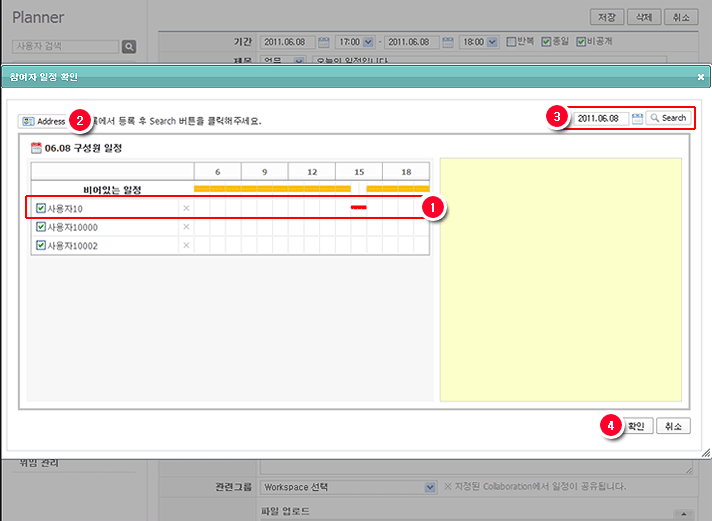 Planner
저장 삭제 취소
사용자 검색
기간 2011.06.08 17:00 - 2011.06.08 18:00 반복 종일 비공개
제목 업무 오늘의 일정입니다
참여자 일정 확인
Address 2 에서 등록 후 Search 버튼을 클릭해주세요.
3 2011.06.08 Search
06.08 구성원 일정
6 9 12 15 18
비어있는 일정
사용자10 1
사용자10000
사용자10002
4 확인 취소
위임 관리
관련그룹 Workspace 선택 ※ 지정된 Collaboration에서 일정이 공유됩니다.
파일 업로드